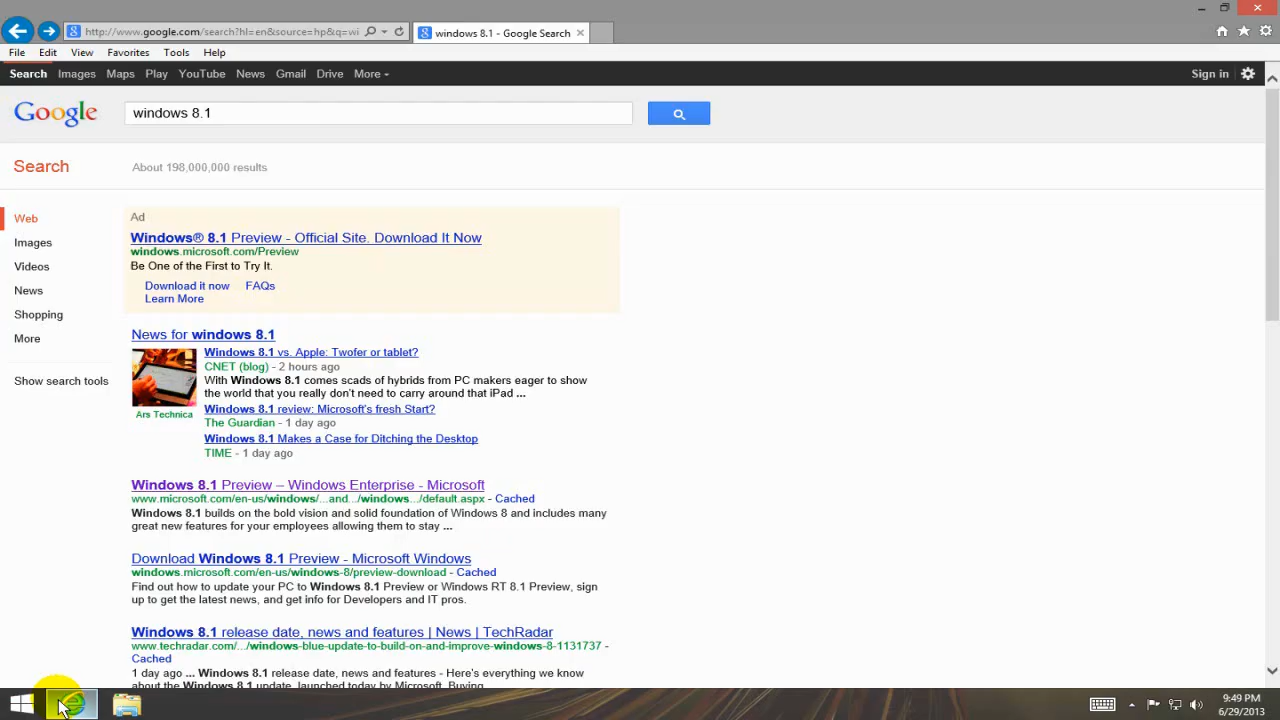 http://www.google.com/search?hl=en&source=hp&q=wi
windows 8.1 - Google Search
File Edit View Favorites Tools Help
Search Images Maps Play YouTube News Gmail Drive More Sign in
Google windows 8.1
Search About 198,000,000 results
Web
Images
Videos
News
Shopping
More
Show search tools
Ad
Windows® 8.1 Preview - Official Site. Download It Now
windows.microsoft.com/Preview
Be One of the First to Try It.
Download it now FAQs
Learn More
News for windows 8.1
Windows 8.1 vs. Apple: Twofer or tablet?
CNET (blog) - 2 hours ago
With Windows 8.1 comes scads of hybrids from PC makers eager to show
the world that you really don't need to carry around that iPad ...
Ars Technica
Windows 8.1 review: Microsoft's fresh Start?
The Guardian - 1 day ago
Windows 8.1 Makes a Case for Ditching the Desktop
TIME - 1 day ago
Windows 8.1 Preview – Windows Enterprise - Microsoft
www.microsoft.com/en-us/windows/...and.../windows.../default.aspx - Cached
Windows 8.1 builds on the bold vision and solid foundation of Windows 8 and includes many
great new features for your employees allowing them to stay ...
Download Windows 8.1 Preview - Microsoft Windows
windows.microsoft.com/en-us/windows-8/preview-download - Cached
Find out how to update your PC to Windows 8.1 Preview or Windows RT 8.1 Preview, sign
up to get the latest news, and get info for Developers and IT pros.
Windows 8.1 release date, news and features | News | TechRadar
www.techradar.com/.../windows-blue-update-to-build-on-and-improve-windows-8-1131737 -
Cached
1 day ago ... Windows 8.1 release date, news and features - Here's everything we know
about the Windows 8.1 update, launched today by Microsoft. Buying
9:49 PM
6/29/2013